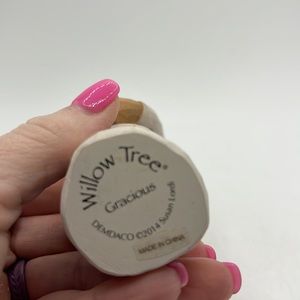 Willow Tree®
Gracious
DEMDACO ©2014 Susan Lordi
MADE IN CHINA